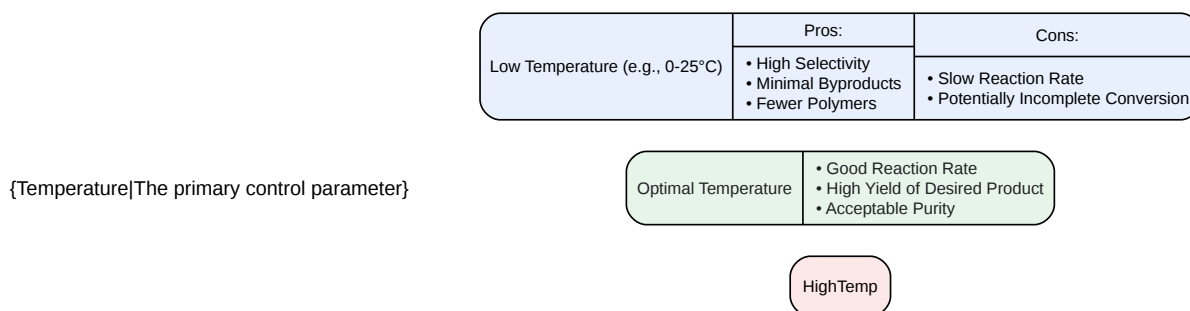 Low Temperature (e.g., 0-25°C)
Pros:
• High Selectivity
• Minimal Byproducts
• Fewer Polymers
Cons:
• Slow Reaction Rate
• Potentially Incomplete Conversion
{Temperature|The primary control parameter}
Optimal Temperature
• Good Reaction Rate
• High Yield of Desired Product
• Acceptable Purity
HighTemp